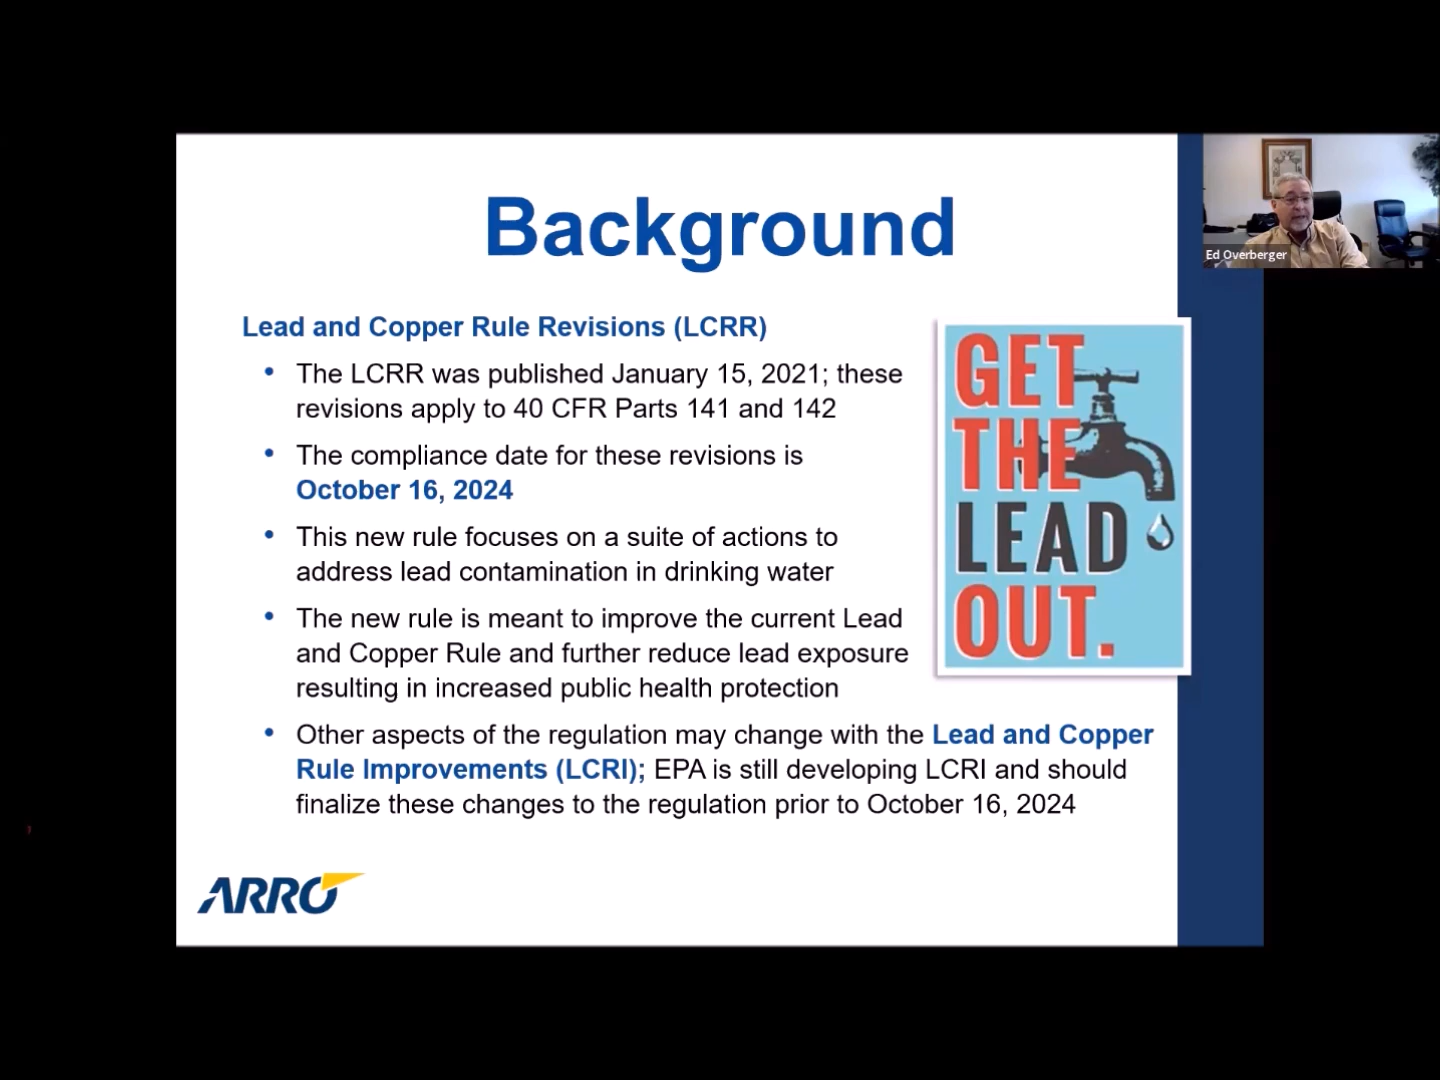 Background
Ed Overberger
Lead and Copper Rule Revisions (LCRR)
• The LCRR was published January 15, 2021; these
revisions apply to 40 CFR Parts 141 and 142
• The compliance date for these revisions is
October 16, 2024
• This new rule focuses on a suite of actions to
address lead contamination in drinking water
• The new rule is meant to improve the current Lead
and Copper Rule and further reduce lead exposure
resulting in increased public health protection
• Other aspects of the regulation may change with the Lead and Copper
Rule Improvements (LCRI); EPA is still developing LCRI and should
finalize these changes to the regulation prior to October 16, 2024
GET
THE
LEAD
OUT.
ARRO